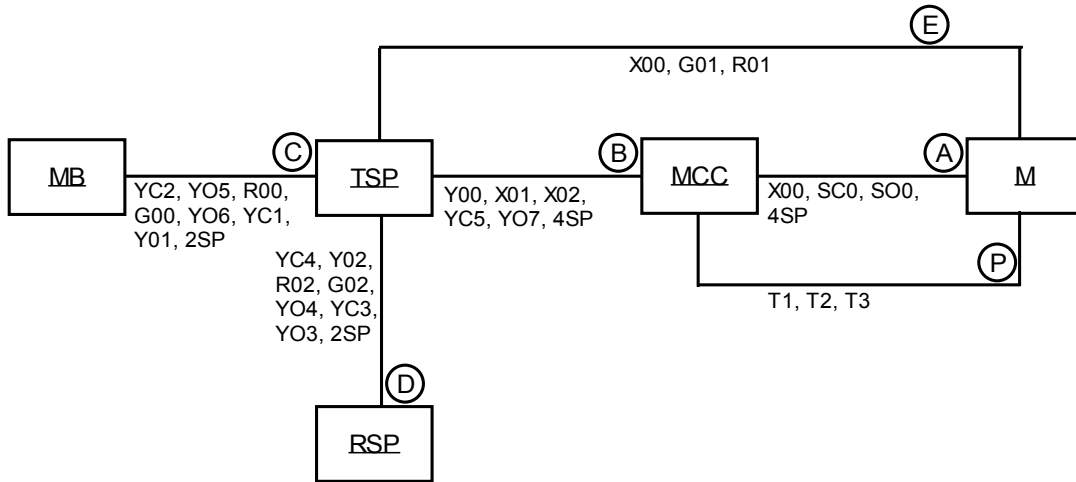 E
X00, G01, R01
MB
C
TSP
B
MCC
A
M
YC2, YO5, R00,
G00, YO6, YC1,
Y01, 2SP
Y00, X01, X02,
YC5, YO7, 4SP
X00, SC0, SO0,
4SP
YC4, Y02,
R02, G02,
YO4, YC3,
YO3, 2SP
P
T1, T2, T3
D
RSP